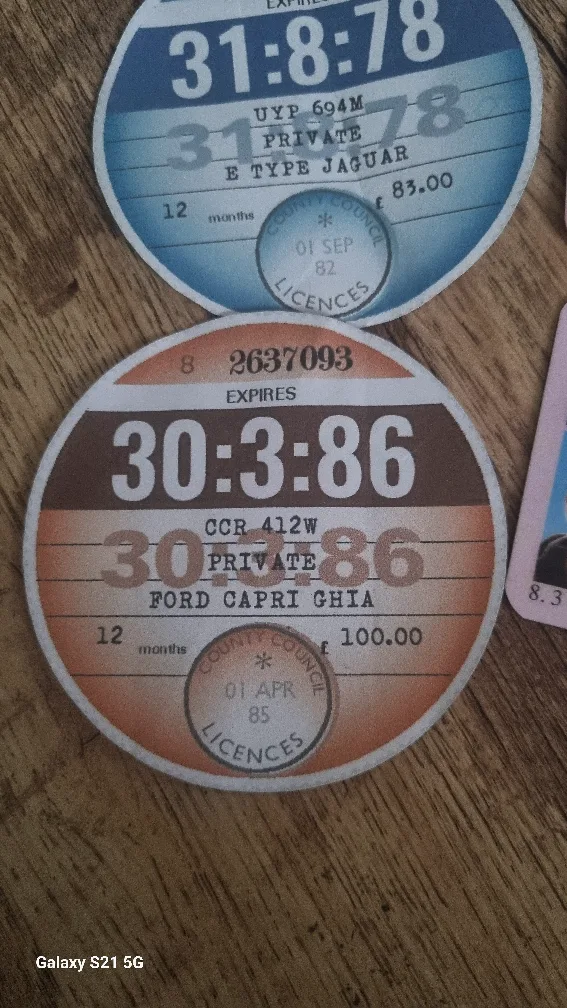 EXPIRES
31:8:78
UYP 694M
31:8:78
PRIVATE
E TYPE JAGUAR
12 months £ 83.00
COUNTY COUNCIL
*
01 SEP
82
LICENCES
8 2637093
EXPIRES
30:3:86
CCR 412W
30:3:86
PRIVATE
FORD CAPRI GHIA
12 months £ 100.00
COUNTY COUNCIL
*
01 APR
85
LICENCES
8.3
Galaxy S21 5G